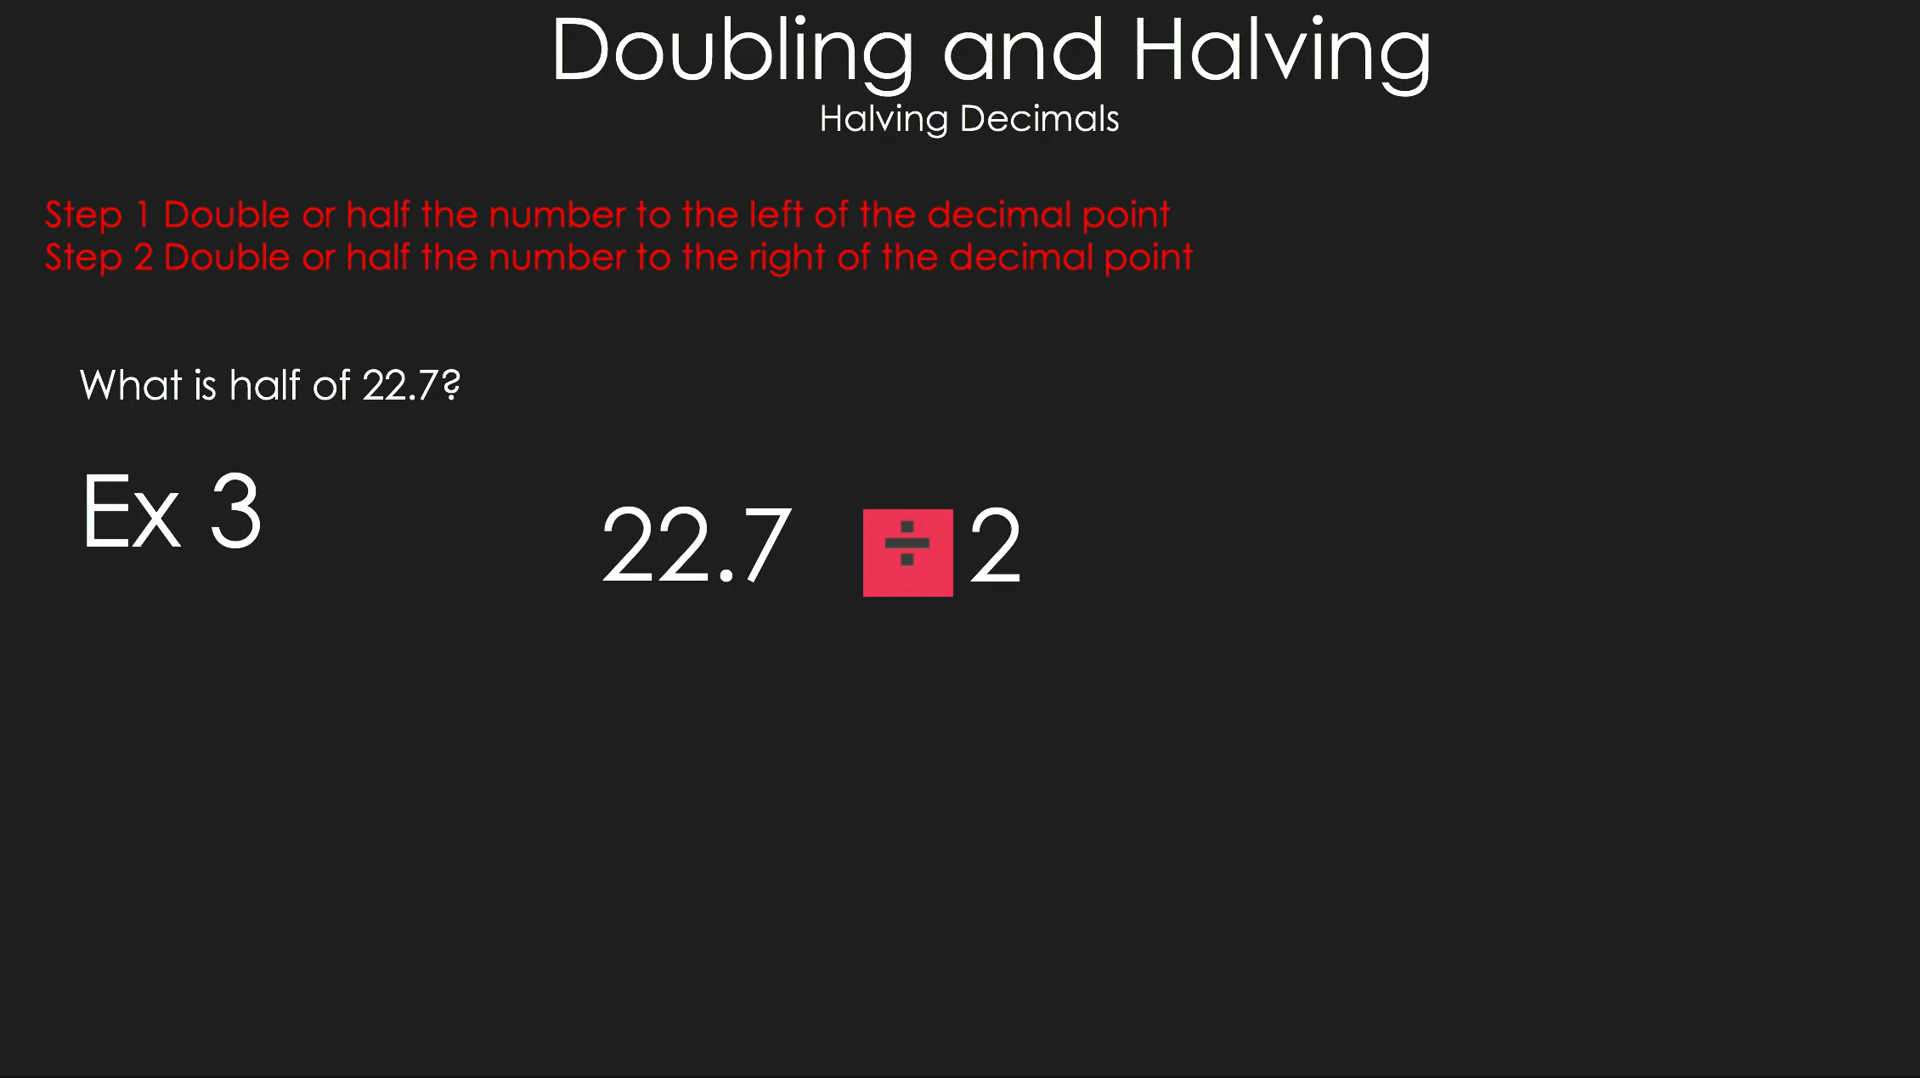 Doubling and Halving
Halving Decimals
Step 1 Double or half the number to the left of the decimal point
Step 2 Double or half the number to the right of the decimal point
What is half of 22.7?
Ex 3
22.7 ÷ 2